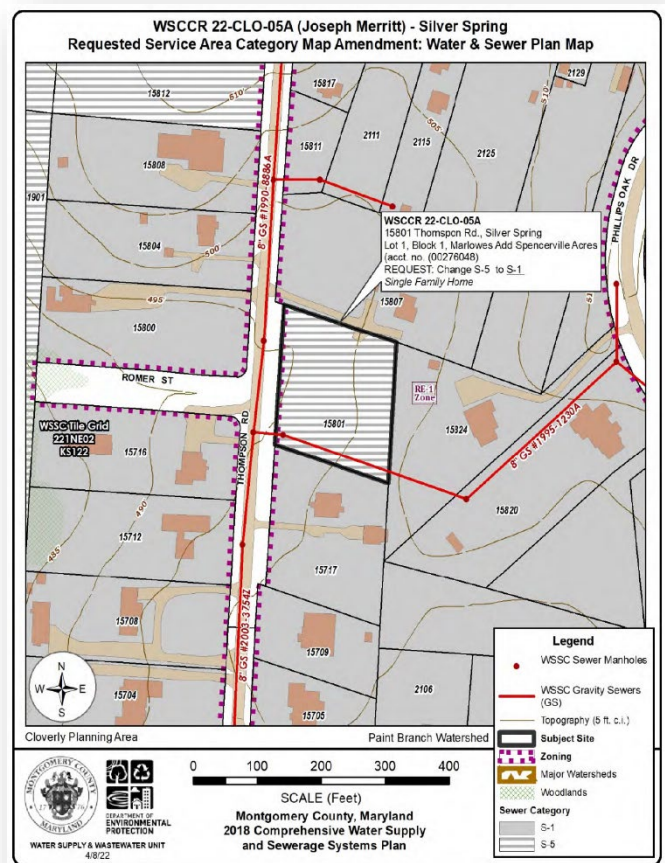 WSCCR 22-CLO-05A (Joseph Merritt) - Silver Spring
Requested Service Area Category Map Amendment: Water & Sewer Plan Map
15812
510
15817
2129
510
15811
2111
2115
505
2125
15808
8" GS #1990-8886A
1901
15804
500
PHILLIPS OAK DR
WSCCR 22-CLO-05A
15801 Thomspon Rd., Silver Spring
Lot 1, Block 1, Marlowes Add Spencerville Acres
(acct. no. (00276048)
REQUEST: Change S-5 to S-1
Single Family Home
495
15807
15800
ROMER ST
RE-1
Zone
WSSC Tile Grid
221NE02
KS122
15801
15824
15716
THOMPSON RD
8" GS #1995-1230A
15820
490
15712
485
15717
8" GS #2003-3754Z
15708
15709
15704
15705
2106
N
W E
S
Cloverly Planning Area
Paint Branch Watershed
Legend
WSSC Sewer Manholes
WSSC Gravity Sewers
(GS)
Topography (5 ft. c.i.)
Subject Site
Zoning
Major Watersheds
Woodlands
Sewer Category
S-1
S-5
MONTGOMERY COUNTY
MARYLAND
DEPARTMENT OF
ENVIRONMENTAL
PROTECTION
WATER SUPPLY & WASTEWATER UNIT
4/8/22
0 100 200 300 400
SCALE (Feet)
Montgomery County, Maryland
2018 Comprehensive Water Supply
and Sewerage Systems Plan